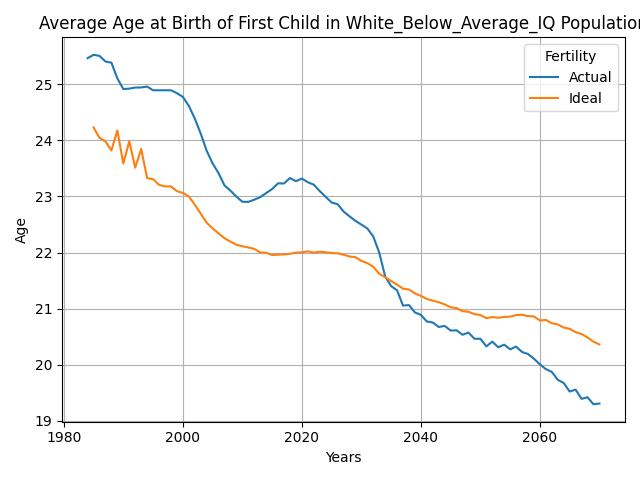 Average Age at Birth of First Child in White_Below_Average_IQ Population
Fertility
Actual
Ideal
25
24
23
22
21
20
19
Age
1980
2000
2020
2040
2060
Years